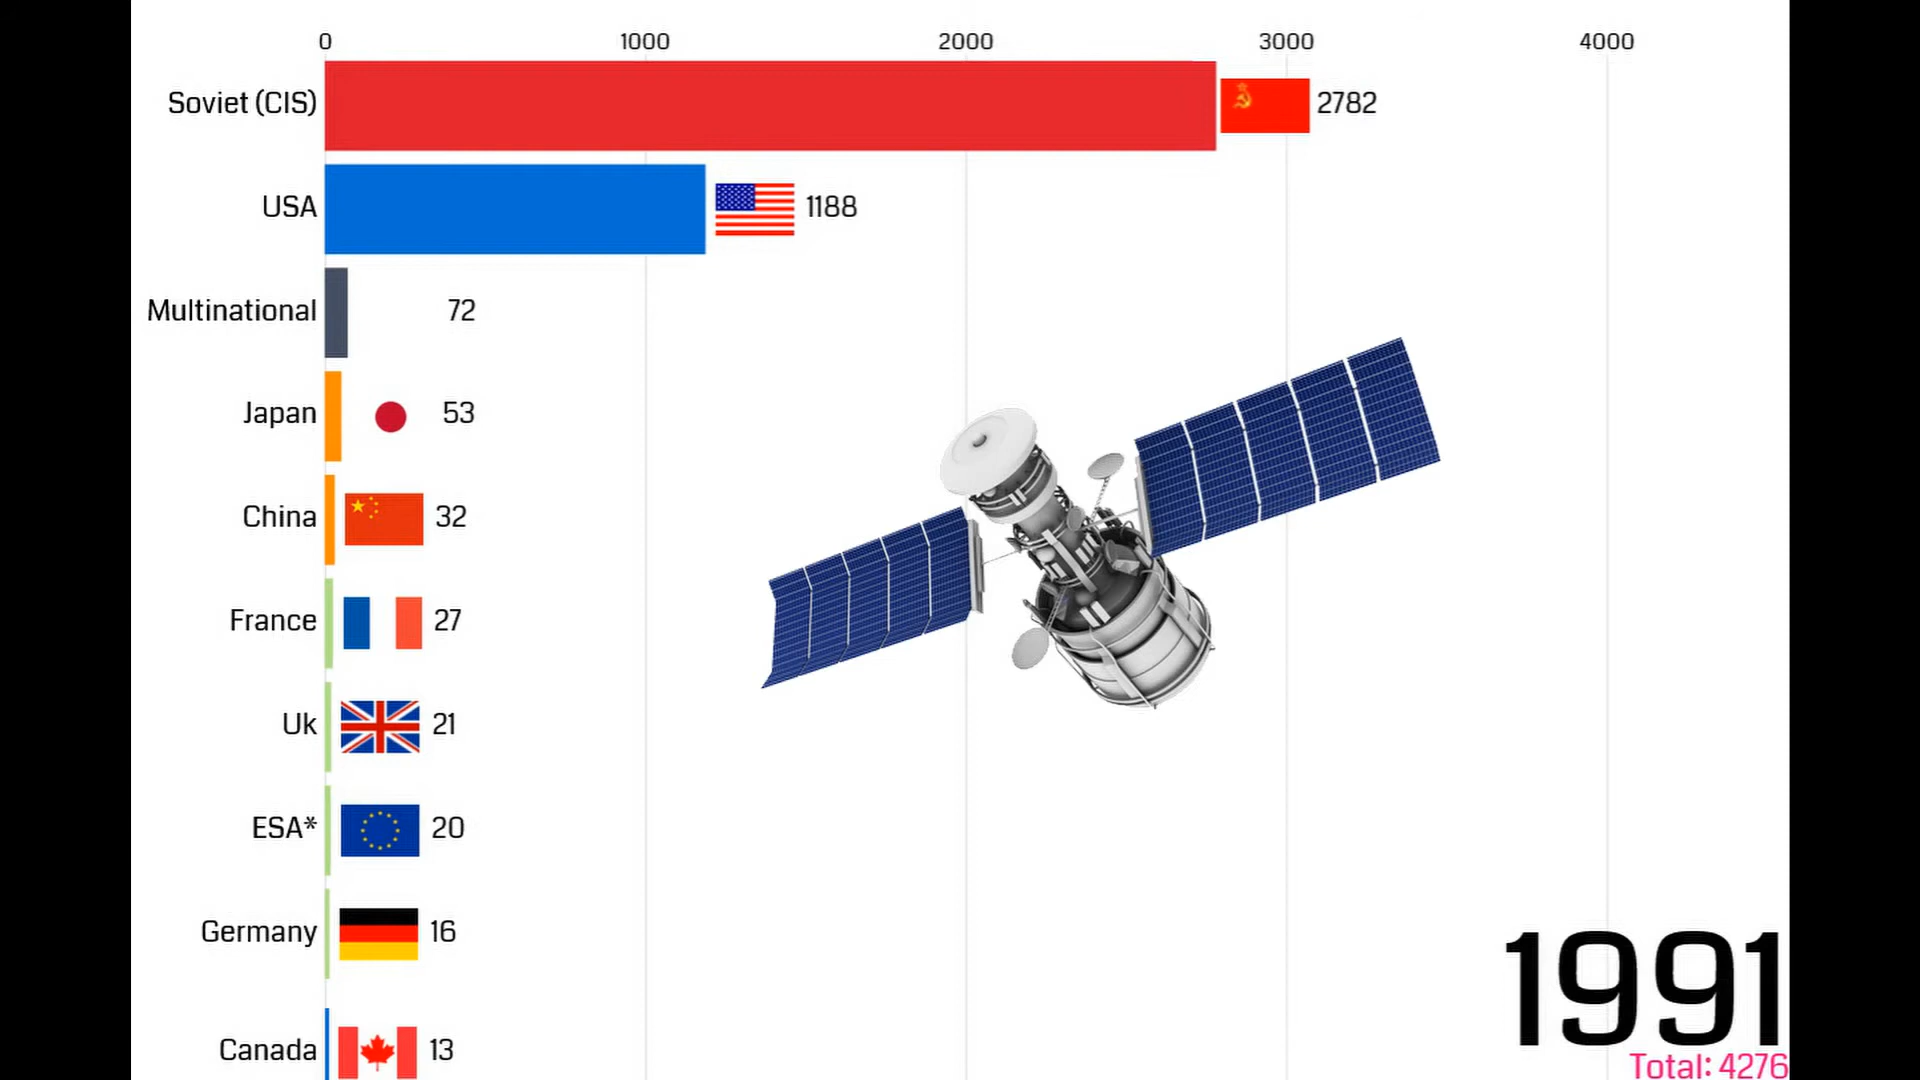 0 1000 2000 3000 4000
Soviet (CIS) 2782
USA 1188
Multinational 72
Japan 53
China 32
France 27
Uk 21
ESA* 20
Germany 16
Canada 13
1991
Total: 4276